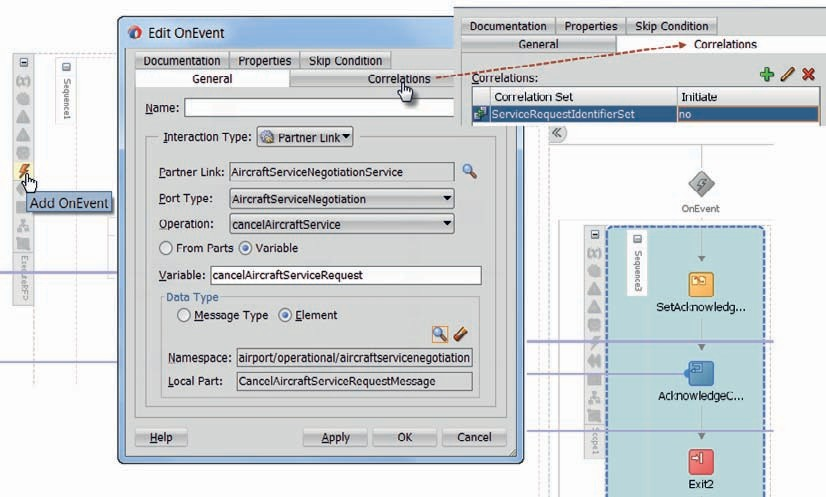 Edit OnEvent
Documentation Properties Skip Condition
General Correlations
Name:
Interaction Type: Partner Link
Partner Link: AircraftServiceNegotiationService
Port Type: AircraftServiceNegotiation
Operation: cancelAircraftService
From Parts Variable
Variable: cancelAircraftServiceRequest
Data Type
Message Type Element
Namespace: airport/operational/aircraftservicenegotiation
Local Part: CancelAircraftServiceRequestMessage
Help Apply OK Cancel
Documentation Properties Skip Condition
General Correlations
Correlations:
Correlation Set Initiate
ServiceRequestIdentifierSet no
Sequence1
Add OnEvent
OnEvent
Sequence3
SetAcknowledg...
AcknowledgeC...
Scope1
Exit2